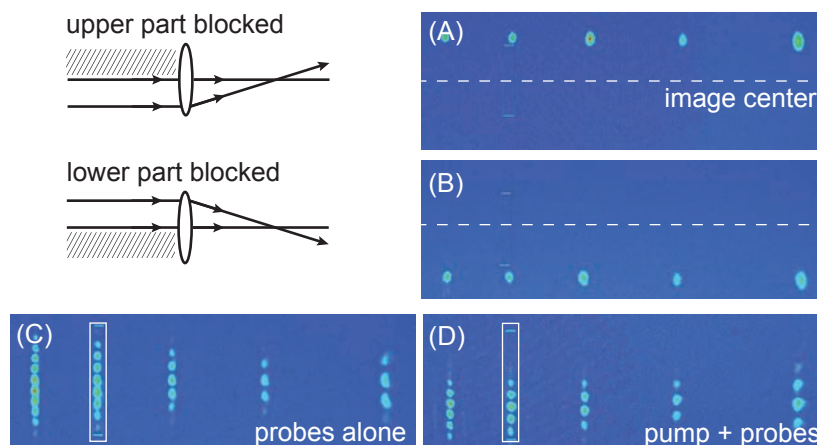 upper part blocked
lower part blocked
(A)
image center
(B)
(C)
probes alone
(D)
pump + probes